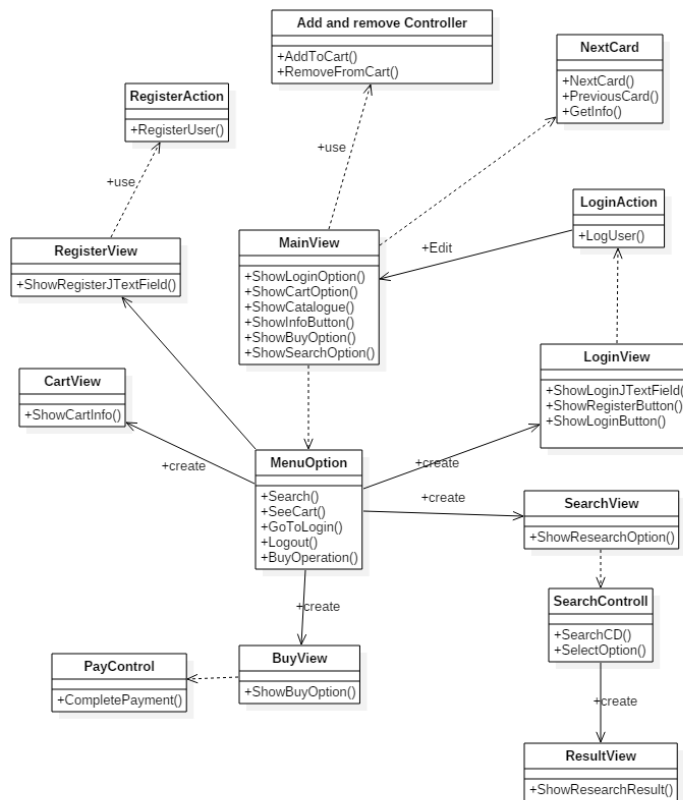 Add and remove Controller
+AddToCart()
+RemoveFromCart()
NextCard
+NextCard()
+PreviousCard()
+GetInfo()
RegisterAction
+RegisterUser()
+use
+use
LoginAction
+LogUser()
RegisterView
+ShowRegisterJTextField()
MainView
+ShowLoginOption()
+ShowCartOption()
+ShowCatalogue()
+ShowInfoButton()
+ShowBuyOption()
+ShowSearchOption()
+Edit
LoginView
+ShowLoginJTextField()
+ShowRegisterButton()
+ShowLoginButton()
CartView
+ShowCartInfo()
+create
MenuOption
+Search()
+SeeCart()
+GoToLogin()
+Logout()
+BuyOperation()
+create
+create
SearchView
+ShowResearchOption()
SearchControll
+SearchCD()
+SelectOption()
+create
BuyView
+ShowBuyOption()
PayControl
+CompletePayment()
+create
ResultView
+ShowResearchResult()